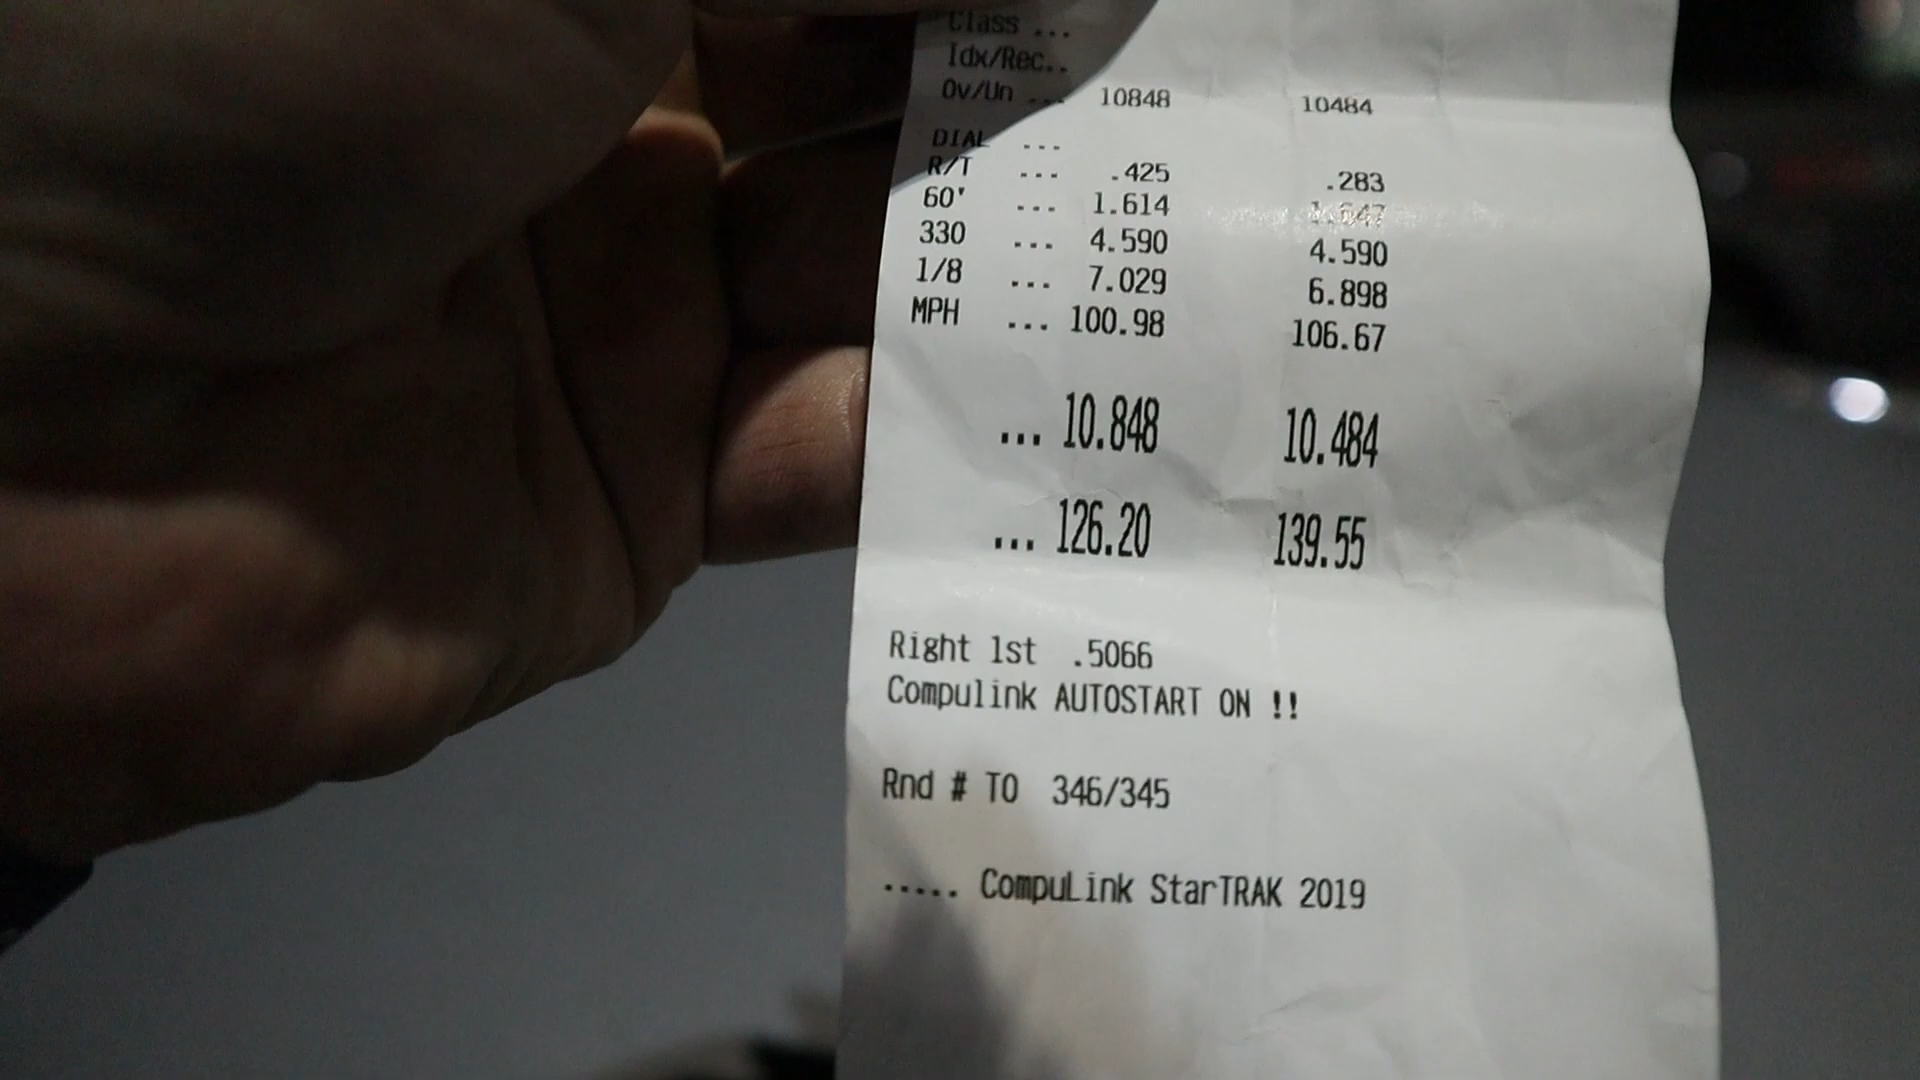 Class ...
Idx/Rec..
Ov/Un ... 10848 10484
DIAL ...
R/T ... .425 .283
60' ... 1.614 1.647
330 ... 4.590 4.590
1/8 ... 7.029 6.898
MPH ... 100.98 106.67
... 10.848 10.484
... 126.20 139.55
Right 1st .5066
Compulink AUTOSTART ON !!
Rnd # TO 346/345
..... CompuLink StarTRAK 2019